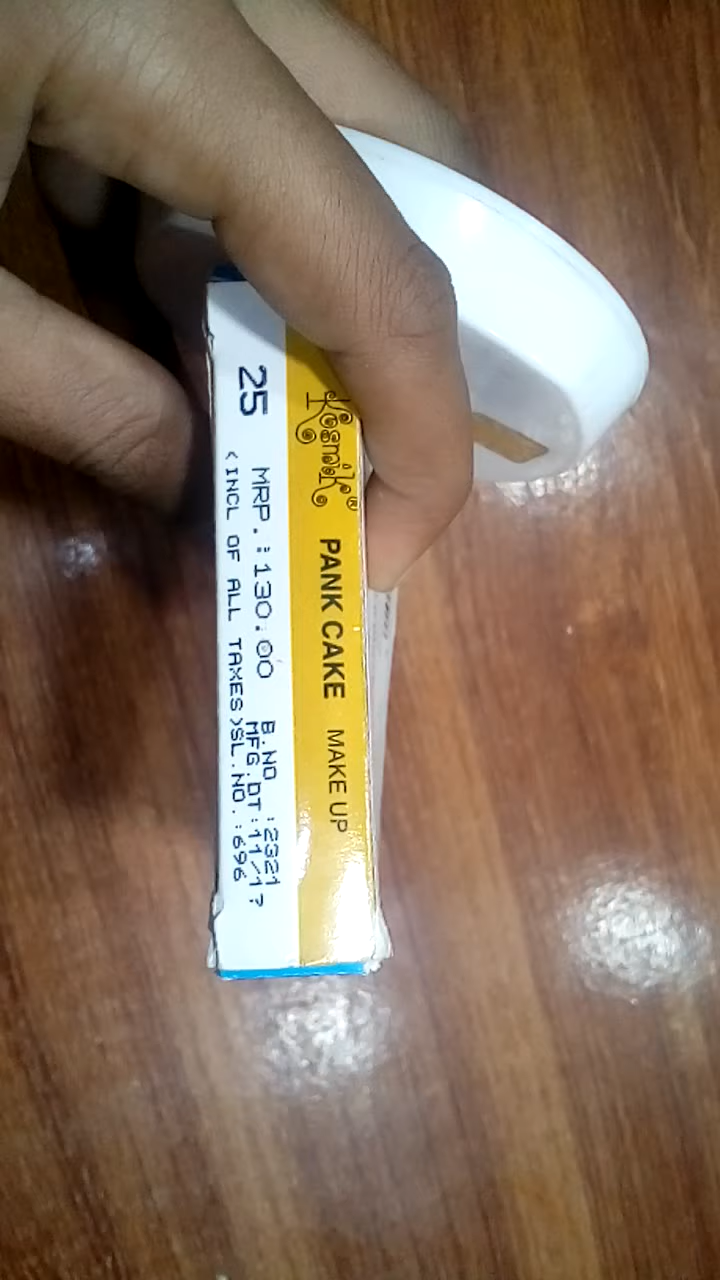 Kosmik®
PANK CAKE MAKE UP
25
MRP.:130.00
(INCL OF ALL TAXES)
B.NO :2321
MFG.DT:11/17
SL.NO.:696